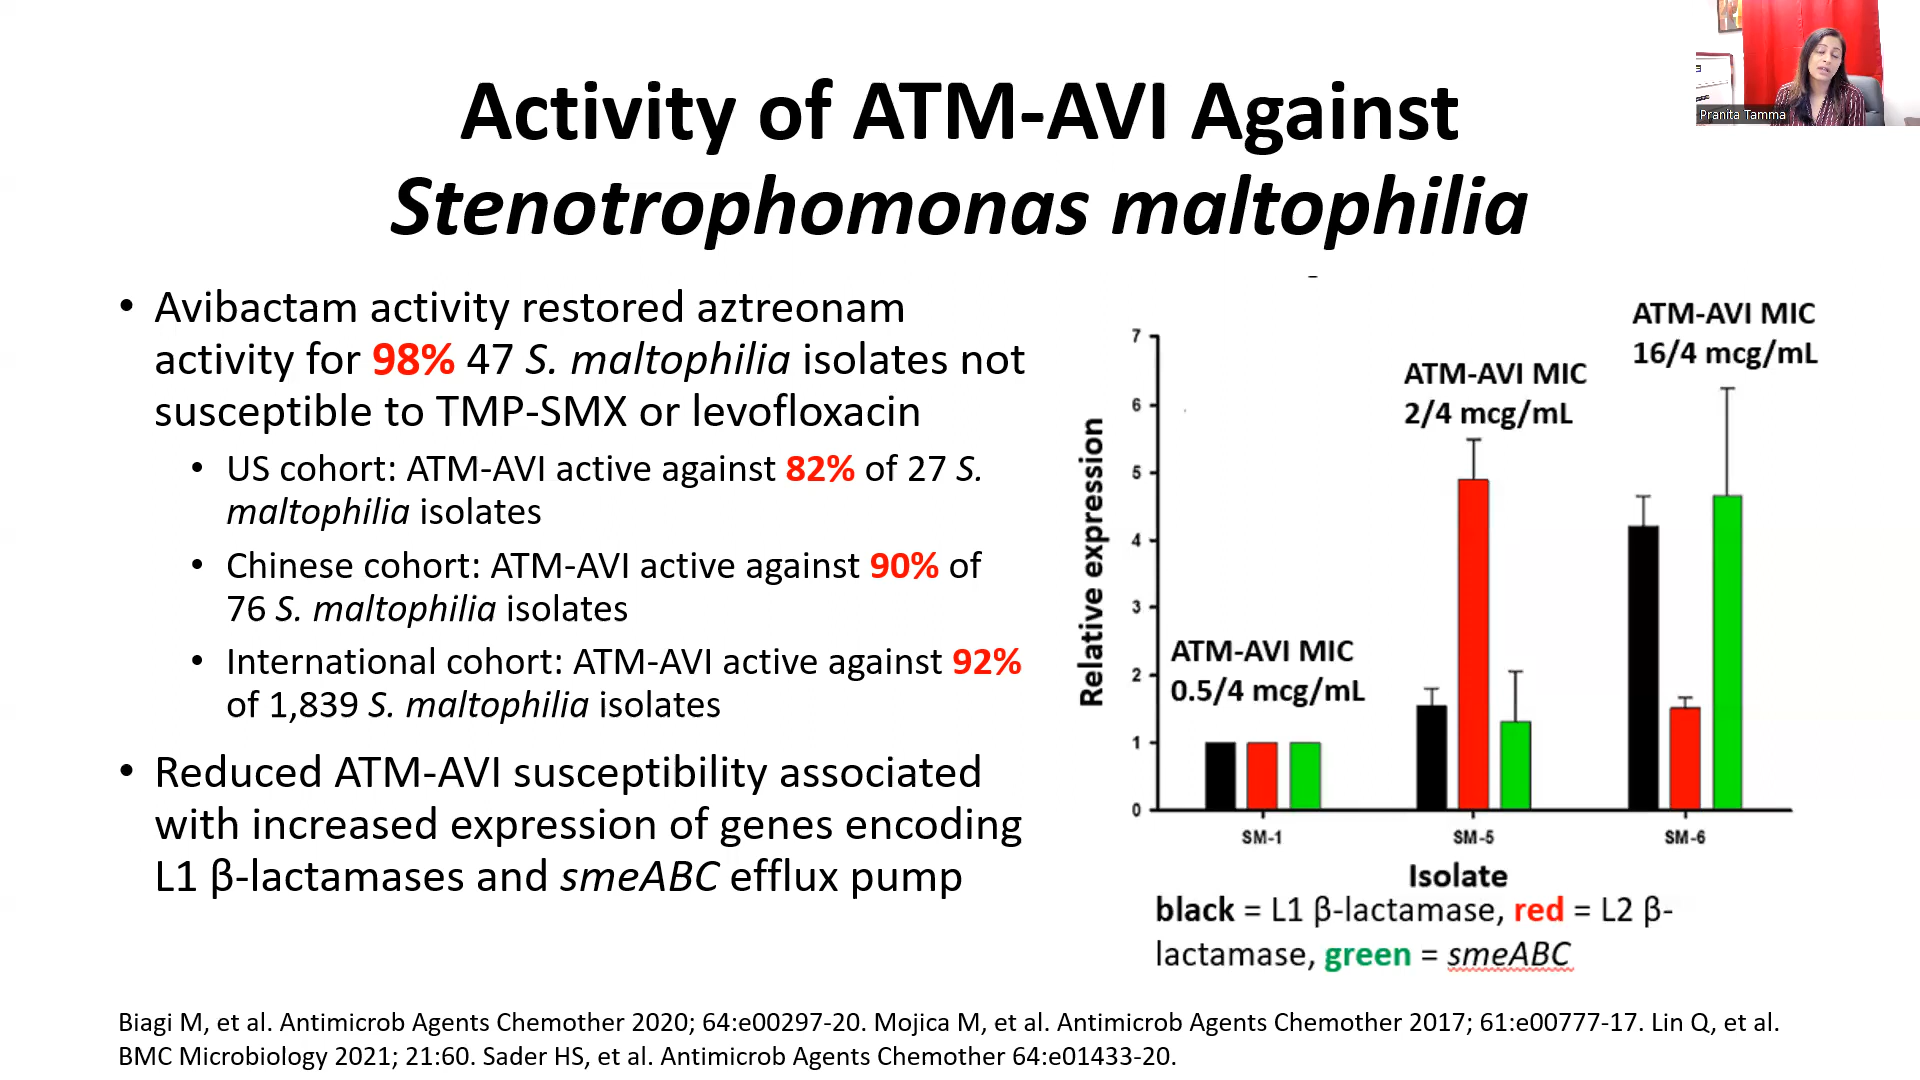 Pranita Tamma
Activity of ATM-AVI Against
Stenotrophomonas maltophilia
• Avibactam activity restored aztreonam
activity for 98% 47 S. maltophilia isolates not
susceptible to TMP-SMX or levofloxacin
• US cohort: ATM-AVI active against 82% of 27 S.
maltophilia isolates
• Chinese cohort: ATM-AVI active against 90% of
76 S. maltophilia isolates
• International cohort: ATM-AVI active against 92%
of 1,839 S. maltophilia isolates
• Reduced ATM-AVI susceptibility associated
with increased expression of genes encoding
L1 β-lactamases and smeABC efflux pump
ATM-AVI MIC
16/4 mcg/mL
ATM-AVI MIC
2/4 mcg/mL
ATM-AVI MIC
0.5/4 mcg/mL
Relative expression
7
6
5
4
3
2
1
0
SM-1 SM-5 SM-6
Isolate
black = L1 β-lactamase, red = L2 β-
lactamase, green = smeABC
Biagi M, et al. Antimicrob Agents Chemother 2020; 64:e00297-20. Mojica M, et al. Antimicrob Agents Chemother 2017; 61:e00777-17. Lin Q, et al.
BMC Microbiology 2021; 21:60. Sader HS, et al. Antimicrob Agents Chemother 64:e01433-20.